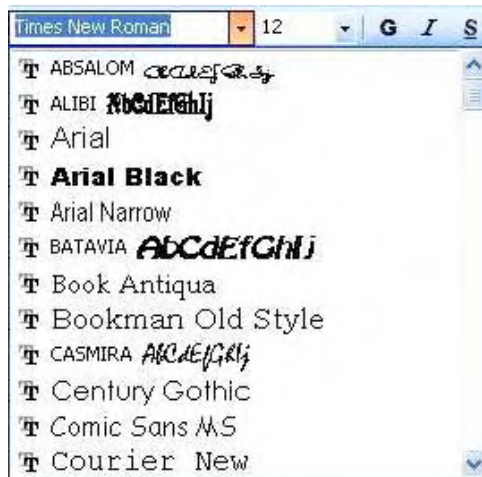 Times New Roman 12 G I S
ABSALOM AbCdEfGhIj
ALIBI AbCdEfGhIj
Arial
Arial Black
Arial Narrow
BATAVIA AbCdEfGhIj
Book Antiqua
Bookman Old Style
CASMIRA AbCdEfGhIj
Century Gothic
Comic Sans MS
Courier New